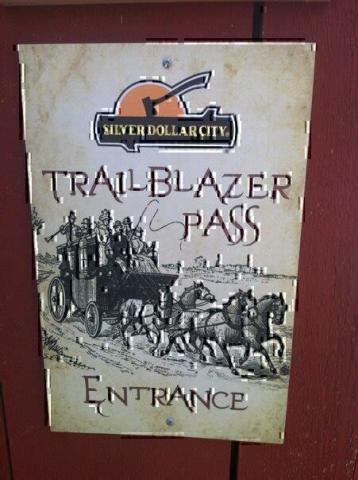 SILVER DOLLAR CITY
TRAILBLAZER
PASS
ENTRANCE